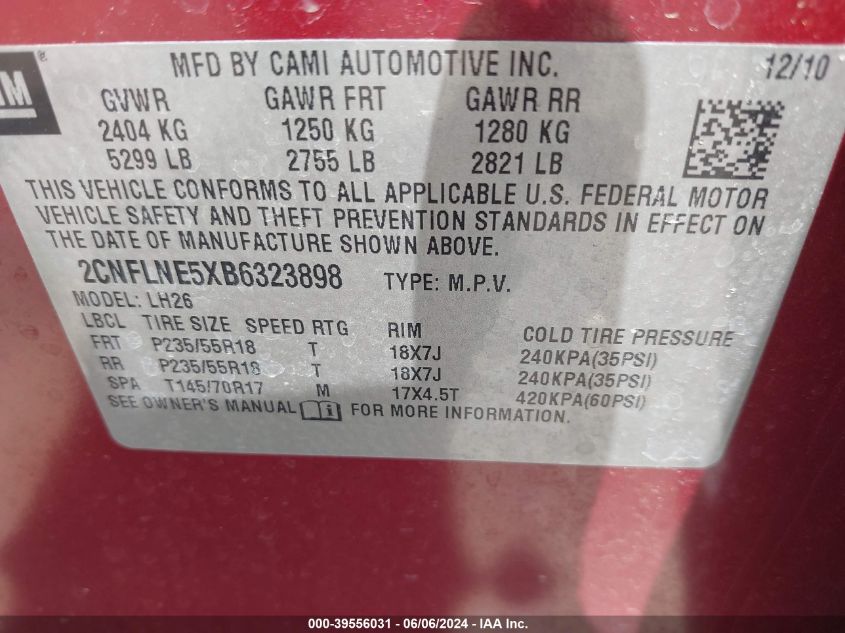 GM
MFD BY CAMI AUTOMOTIVE INC. 12/10
GVWR GAWR FRT GAWR RR
2404 KG 1250 KG 1280 KG
5299 LB 2755 LB 2821 LB
THIS VEHICLE CONFORMS TO ALL APPLICABLE U.S. FEDERAL MOTOR
VEHICLE SAFETY AND THEFT PREVENTION STANDARDS IN EFFECT ON
THE DATE OF MANUFACTURE SHOWN ABOVE.
2CNFLNE5XB6323898 TYPE: M.P.V.
MODEL: LH26
LBCL TIRE SIZE SPEED RTG RIM COLD TIRE PRESSURE
FRT P235/55R18 T 18X7J 240KPA(35PSI)
RR P235/55R18 T 18X7J 240KPA(35PSI)
SPA T145/70R17 M 17X4.5T 420KPA(60PSI)
SEE OWNER'S MANUAL FOR MORE INFORMATION.
000-39556031 - 06/06/2024 - IAA Inc.